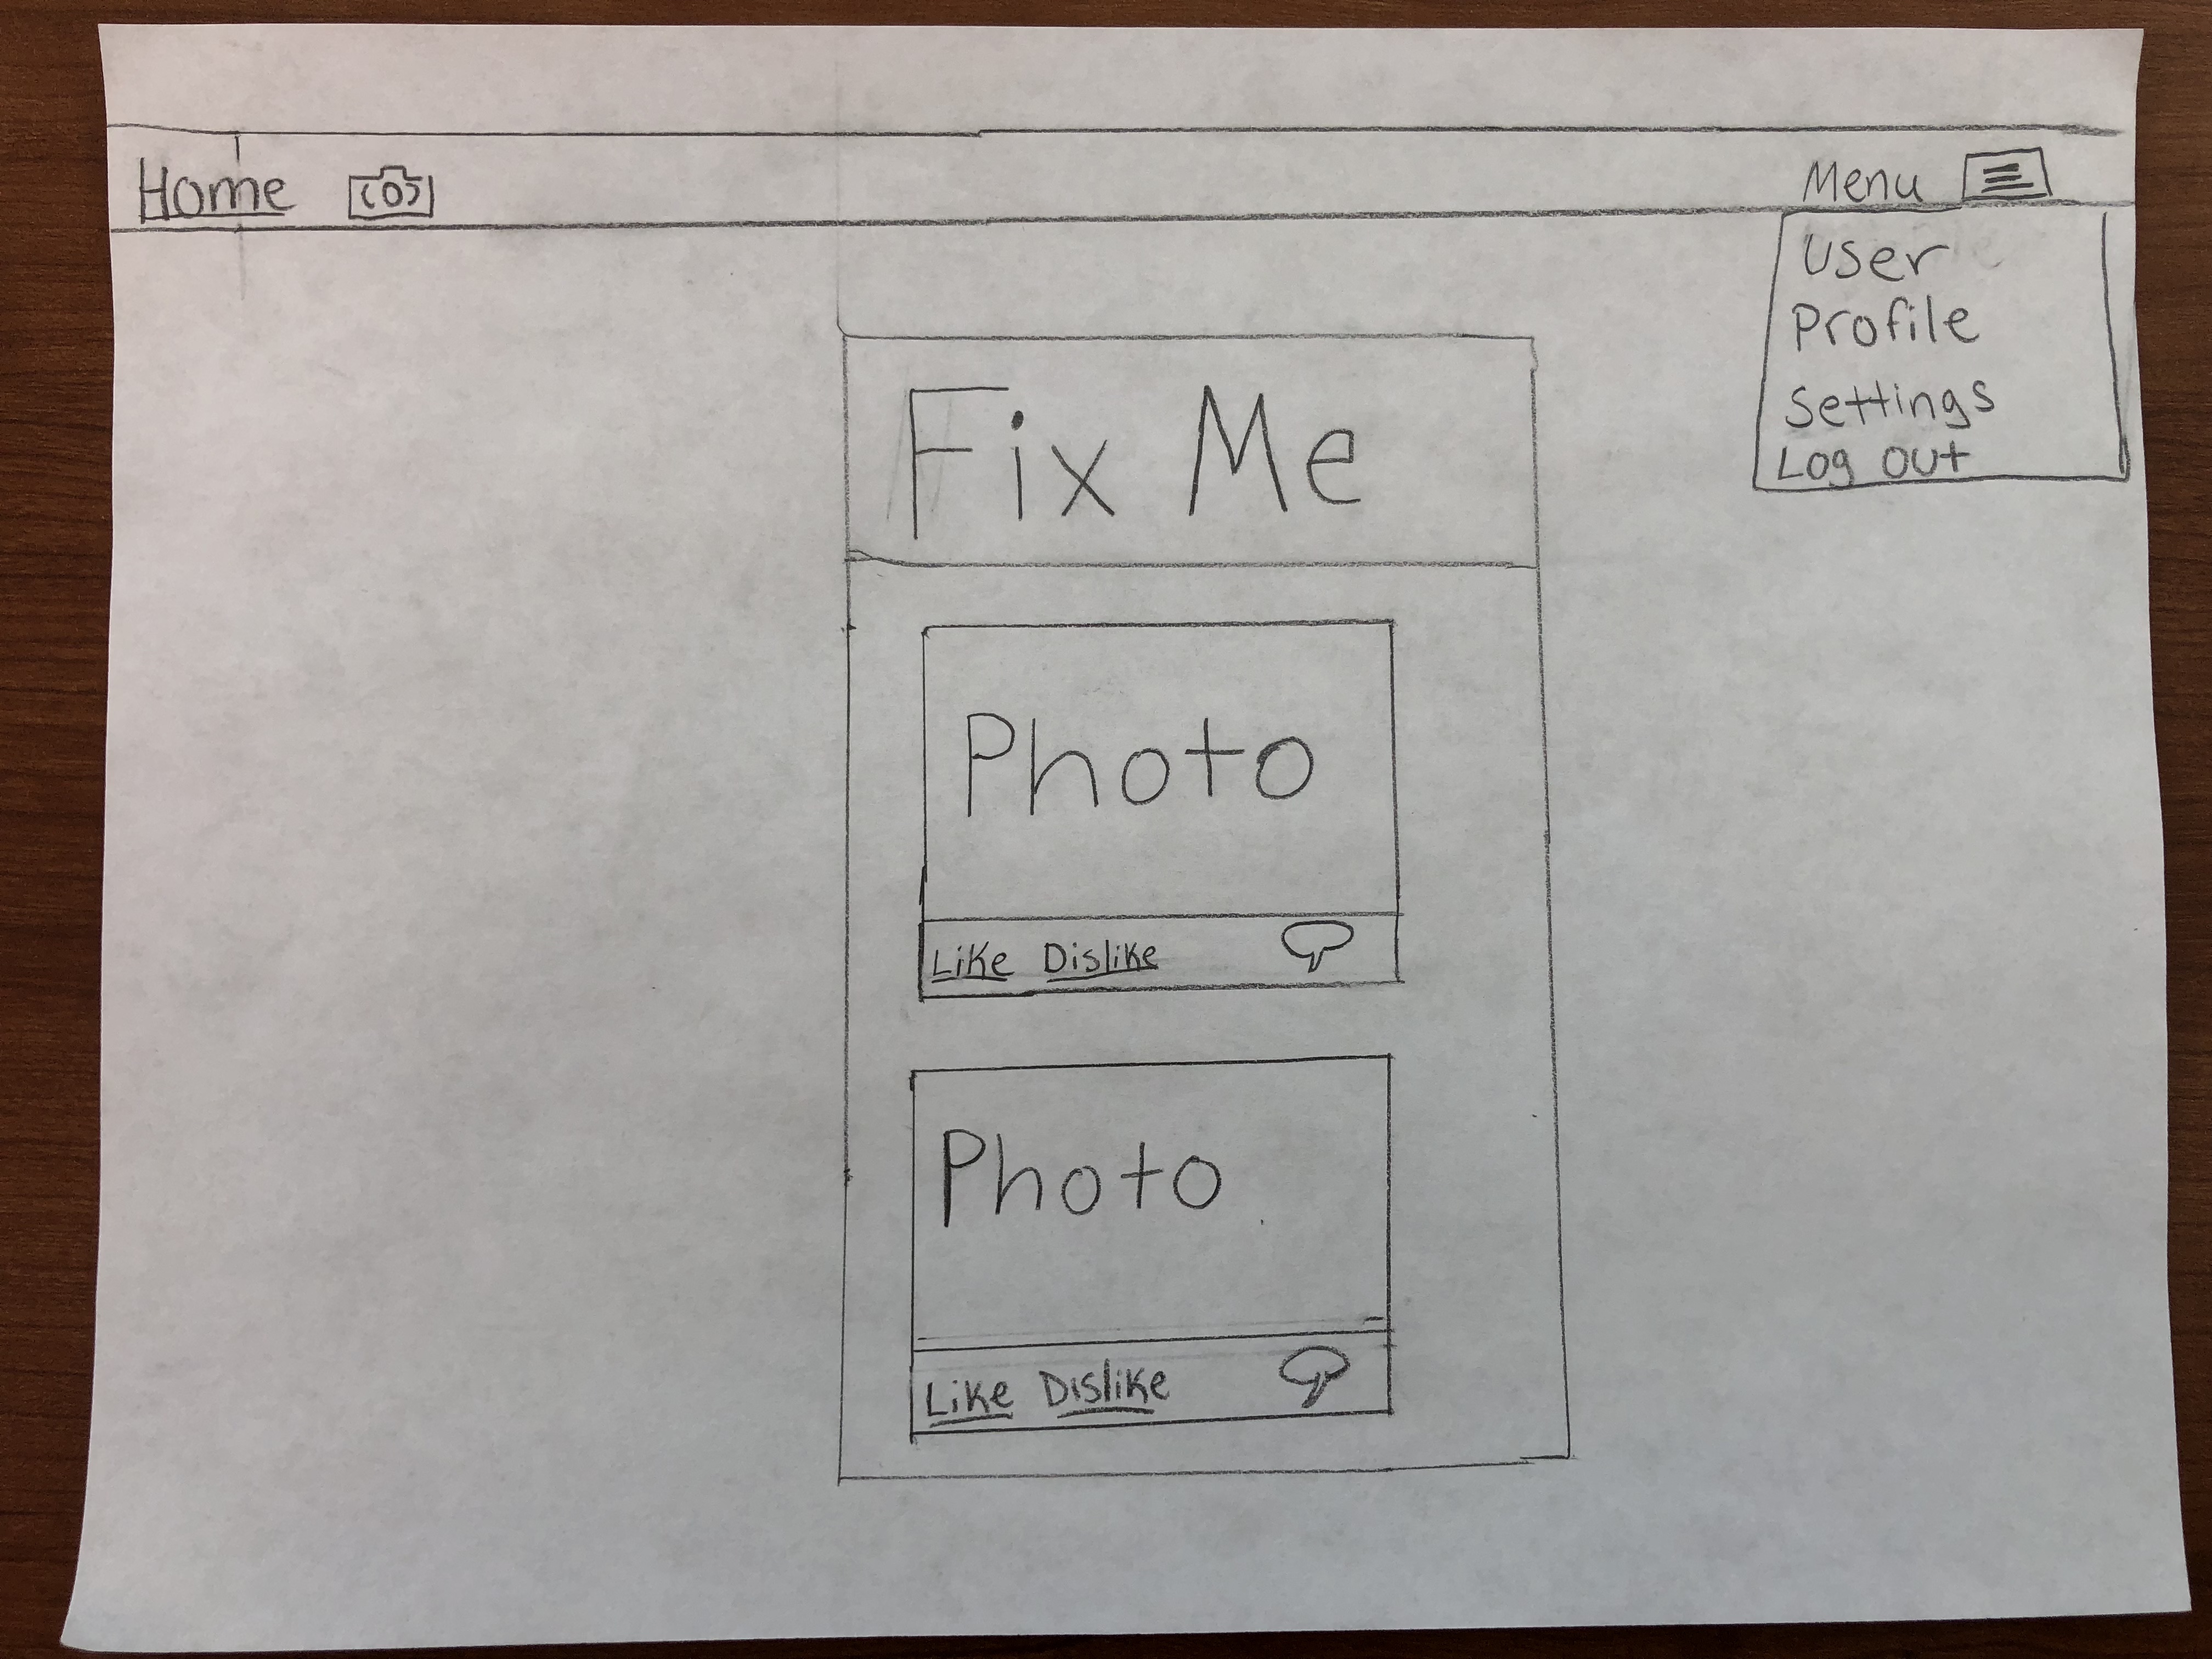 Home
Menu
User
Profile
Settings
Log Out
Fix Me
Photo
Like Dislike
Photo
Like Dislike